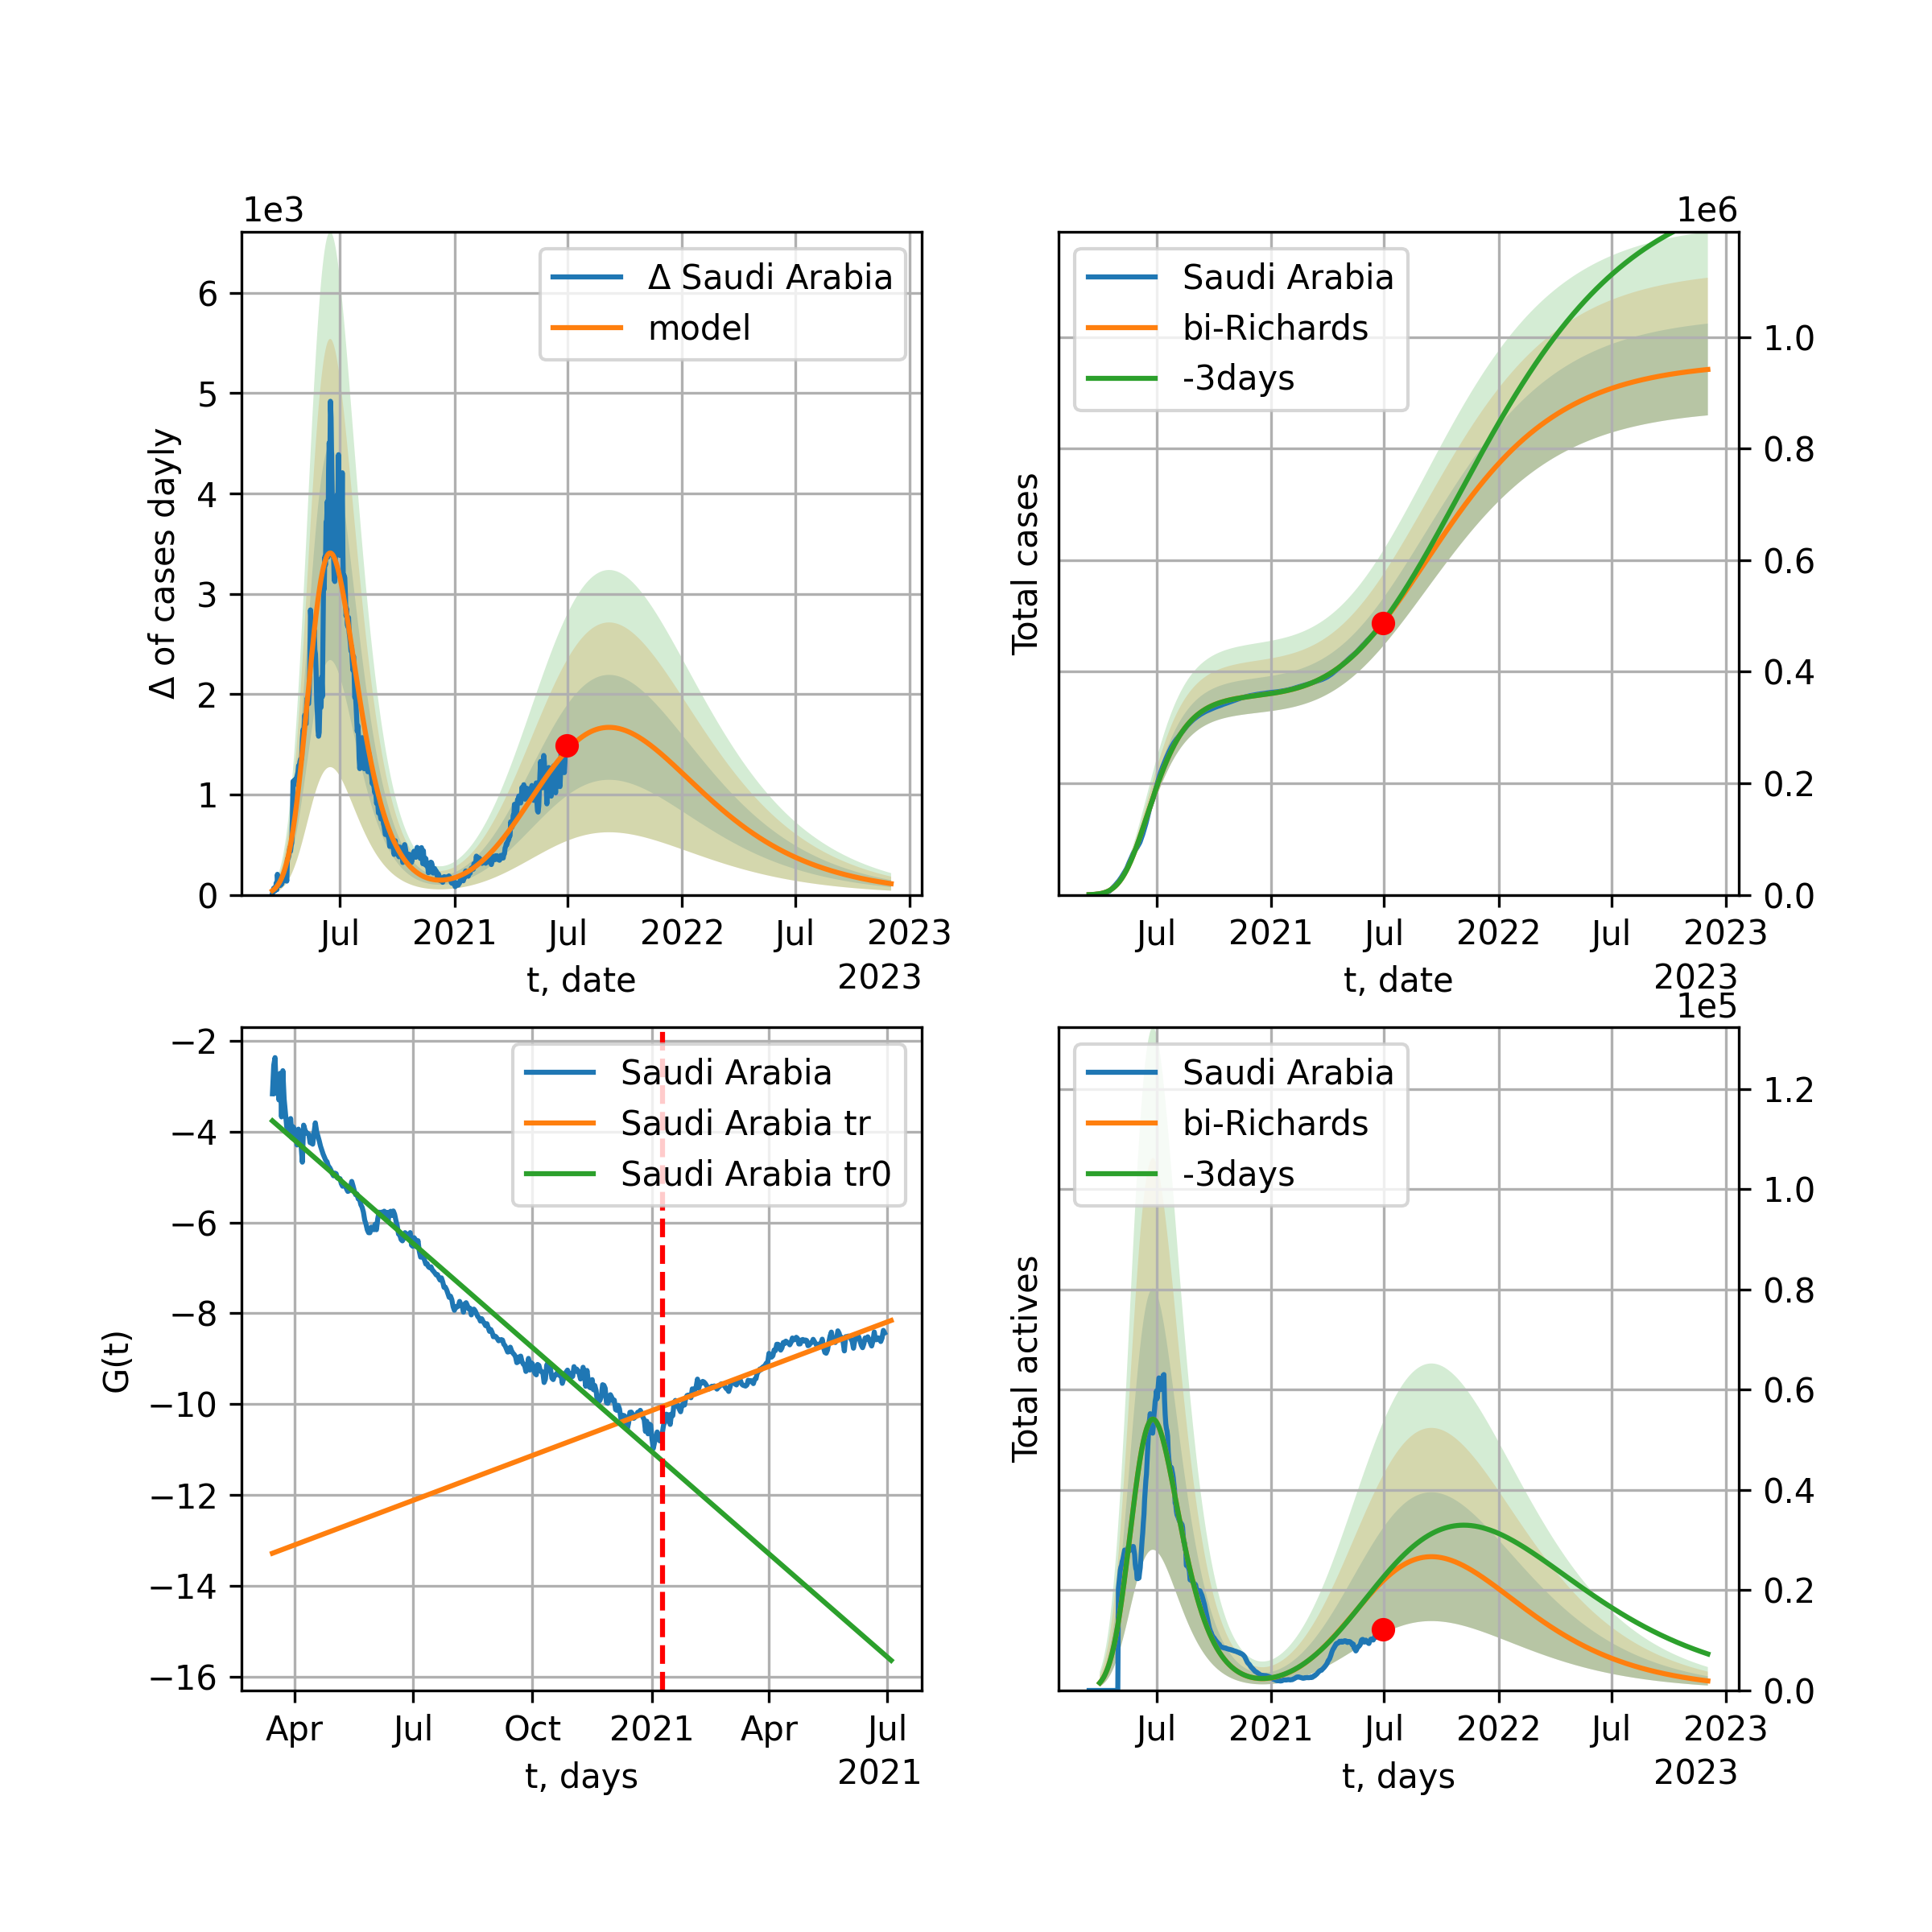 1e3
Δ of cases dayly
6
5
4
3
2
1
0
Δ Saudi Arabia
model
Jul
2021
Jul
2022
Jul
2023
t, date
2023
1e6
Total cases
Saudi Arabia
bi-Richards
-3days
1.0
0.8
0.6
0.4
0.2
0.0
Jul
2021
Jul
2022
Jul
2023
t, date
2023
G(t)
−2
−4
−6
−8
−10
−12
−14
−16
Saudi Arabia
Saudi Arabia tr
Saudi Arabia tr0
Apr
Jul
Oct
2021
Apr
Jul
t, days
2021
1e5
Total actives
Saudi Arabia
bi-Richards
-3days
1.2
1.0
0.8
0.6
0.4
0.2
0.0
Jul
2021
Jul
2022
Jul
2023
t, days
2023